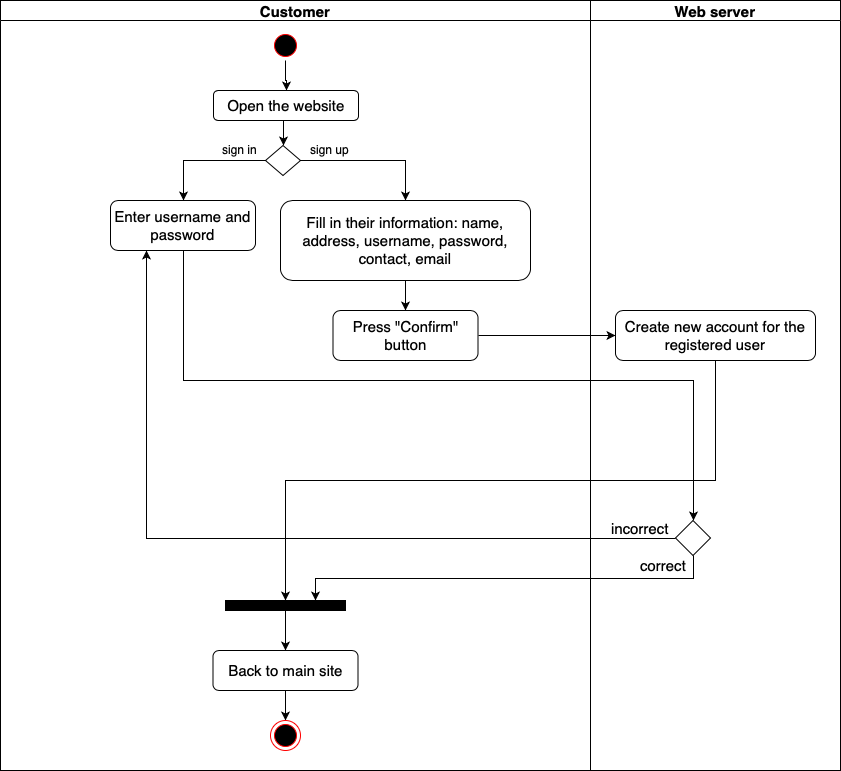 Customer
Web server
Open the website
sign in
sign up
Enter username and
password
Fill in their information: name,
address, username, password,
contact, email
Press "Confirm"
button
Create new account for the
registered user
incorrect
correct
Back to main site